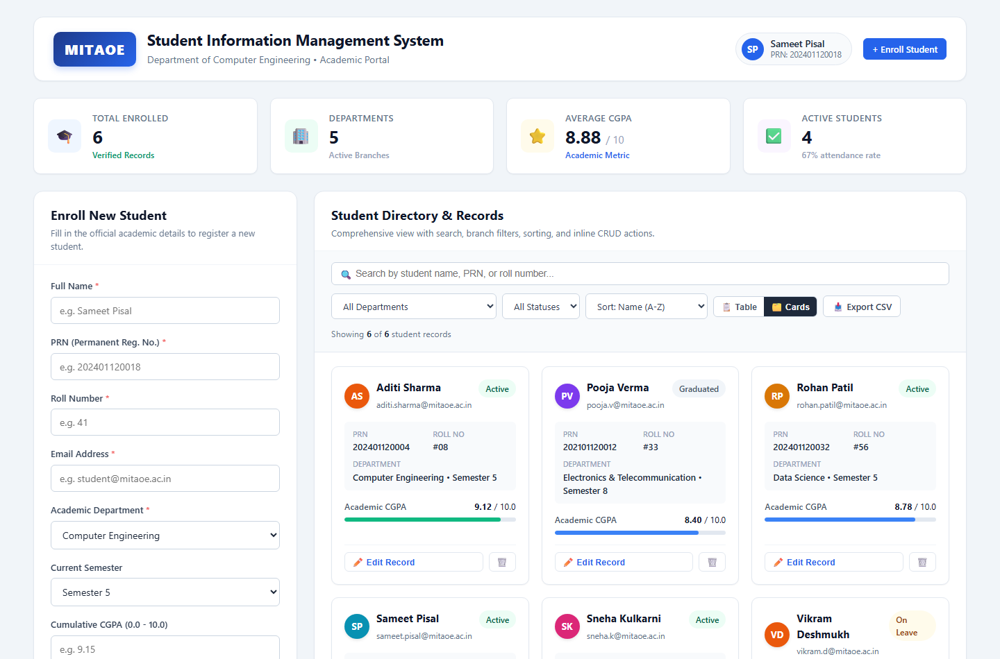 MITAOE
Student Information Management System
Department of Computer Engineering • Academic Portal
SP
Sameet Pisal
PRN: 202401120018
+ Enroll Student
TOTAL ENROLLED
6
Verified Records
DEPARTMENTS
5
Active Branches
AVERAGE CGPA
8.88 / 10
Academic Metric
ACTIVE STUDENTS
4
67% attendance rate
Enroll New Student
Fill in the official academic details to register a new
student.
Full Name *
e.g. Sameet Pisal
PRN (Permanent Reg. No.) *
e.g. 202401120018
Roll Number *
e.g. 41
Email Address *
e.g. student@mitaoe.ac.in
Academic Department *
Computer Engineering
Current Semester
Semester 5
Cumulative CGPA (0.0 - 10.0)
e.g. 9.15
Student Directory & Records
Comprehensive view with search, branch filters, sorting, and inline CRUD actions.
Search by student name, PRN, or roll number...
All Departments
All Statuses
Sort: Name (A-Z)
Table
Cards
Export CSV
Showing 6 of 6 student records
AS
Aditi Sharma
Active
aditi.sharma@mitaoe.ac.in
PRN
ROLL NO
202401120004
#08
DEPARTMENT
Computer Engineering • Semester 5
Academic CGPA
9.12 / 10.0
Edit Record
PV
Pooja Verma
Graduated
pooja.v@mitaoe.ac.in
PRN
ROLL NO
202101120012
#33
DEPARTMENT
Electronics & Telecommunication •
Semester 8
Academic CGPA
8.40 / 10.0
Edit Record
RP
Rohan Patil
Active
rohan.patil@mitaoe.ac.in
PRN
ROLL NO
202401120032
#56
DEPARTMENT
Data Science • Semester 5
Academic CGPA
8.78 / 10.0
Edit Record
SP
Sameet Pisal
Active
sameet.pisal@mitaoe.ac.in
SK
Sneha Kulkarni
Active
sneha.k@mitaoe.ac.in
VD
Vikram
Deshmukh
On
Leave
vikram.d@mitaoe.ac.in